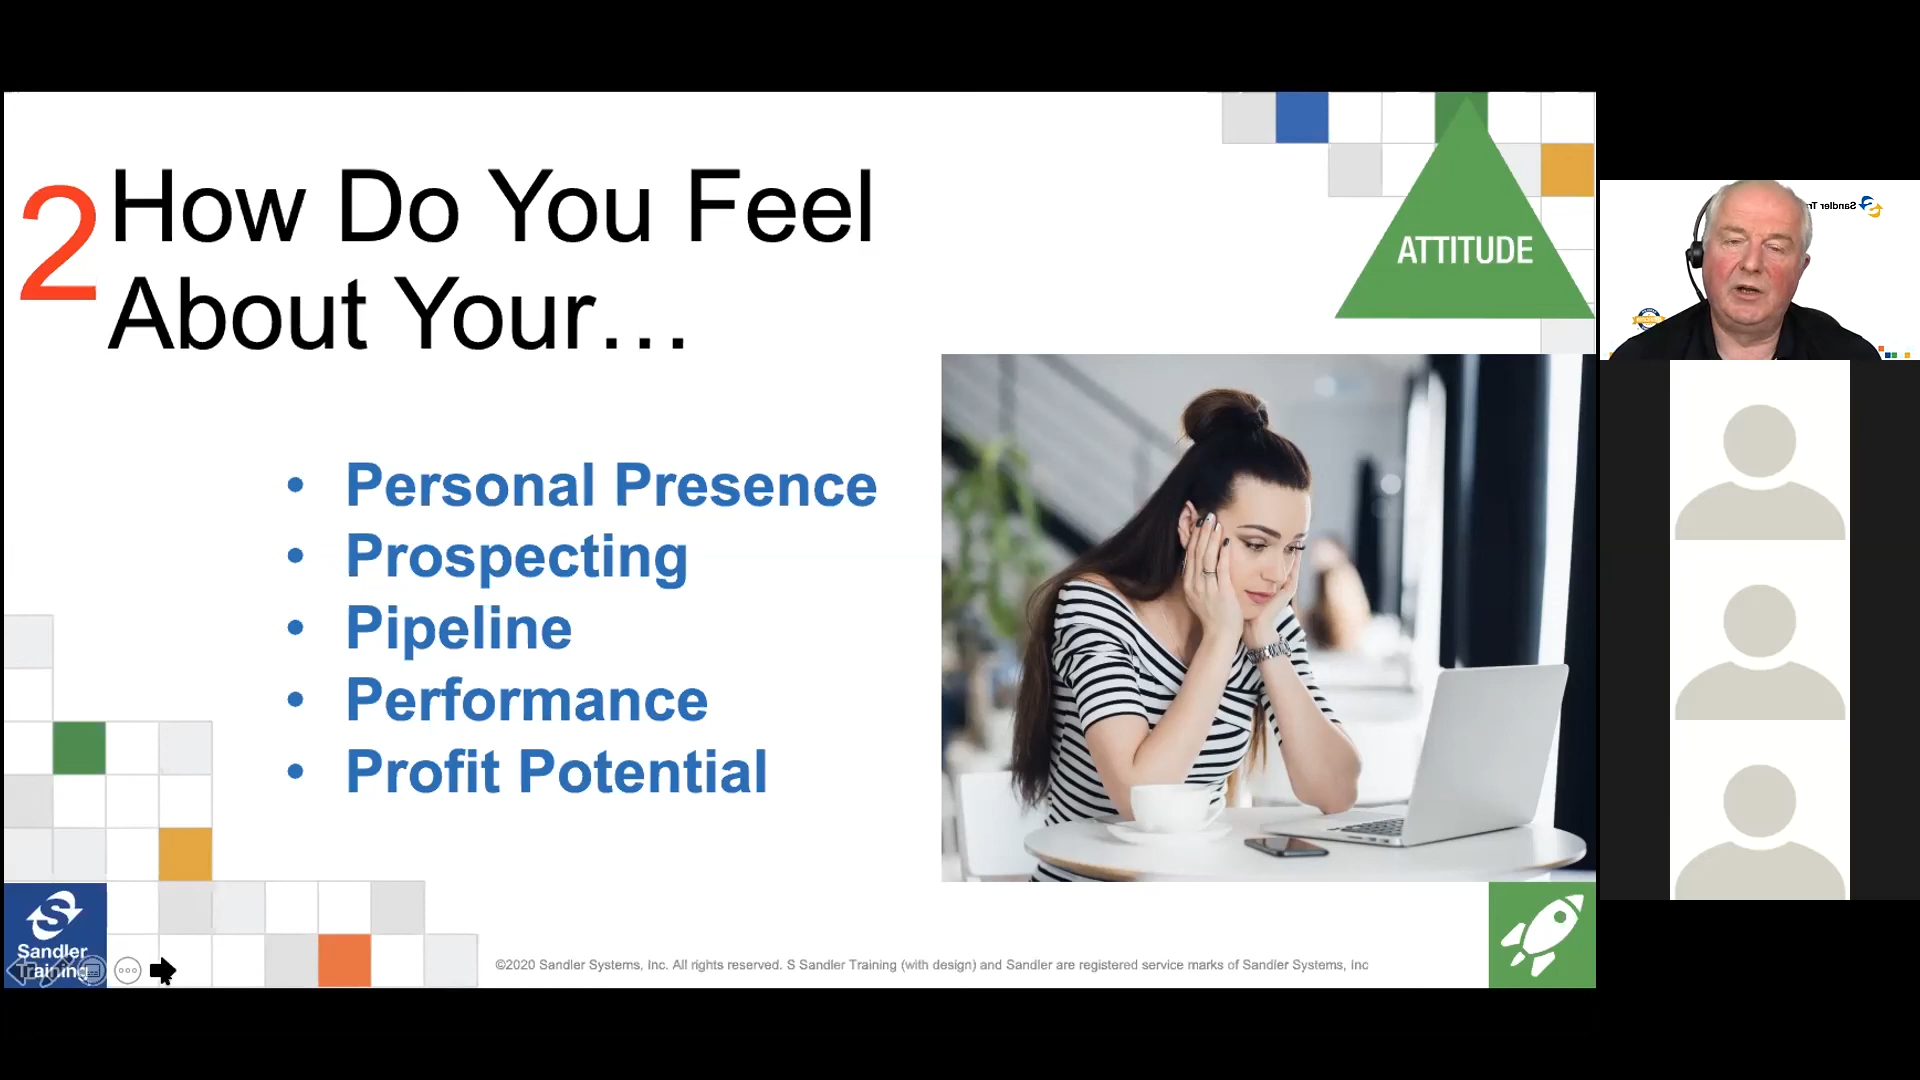 2
How Do You Feel
About Your…
ATTITUDE
• Personal Presence
• Prospecting
• Pipeline
• Performance
• Profit Potential
Sandler
Training
©2020 Sandler Systems, Inc. All rights reserved. S Sandler Training (with design) and Sandler are registered service marks of Sandler Systems, Inc
Sandler Tr